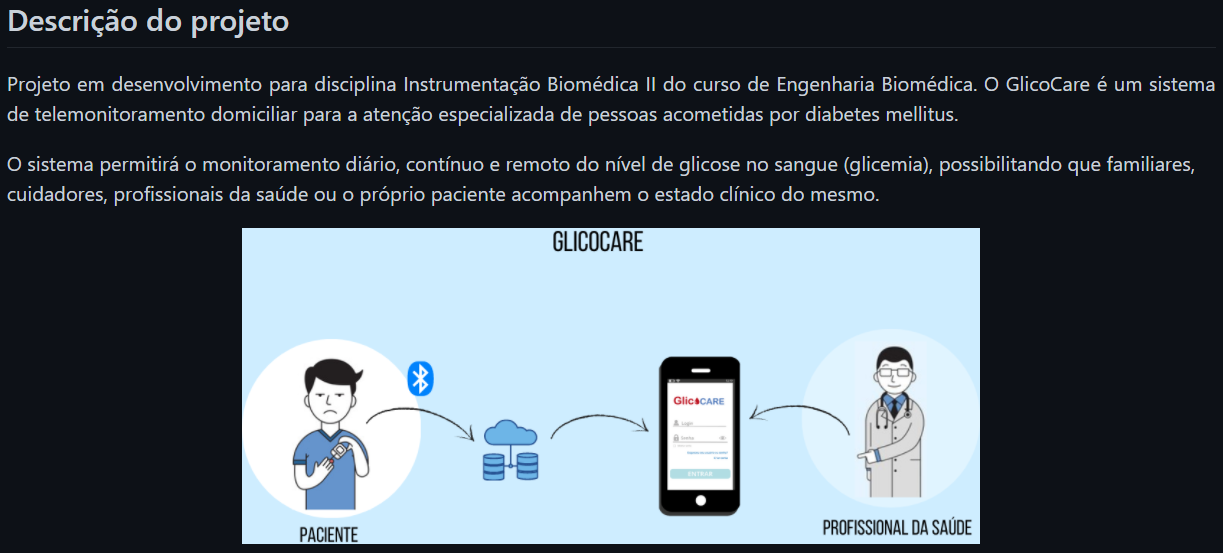 Descrição do projeto
Projeto em desenvolvimento para disciplina Instrumentação Biomédica II do curso de Engenharia Biomédica. O GlicoCare é um sistema
de telemonitoramento domiciliar para a atenção especializada de pessoas acometidas por diabetes mellitus.
O sistema permitirá o monitoramento diário, contínuo e remoto do nível de glicose no sangue (glicemia), possibilitando que familiares,
cuidadores, profissionais da saúde ou o próprio paciente acompanhem o estado clínico do mesmo.
GLICOCARE
GlicCARE
Login
Senha
ENTRAR
PACIENTE
PROFISSIONAL DA SAÚDE